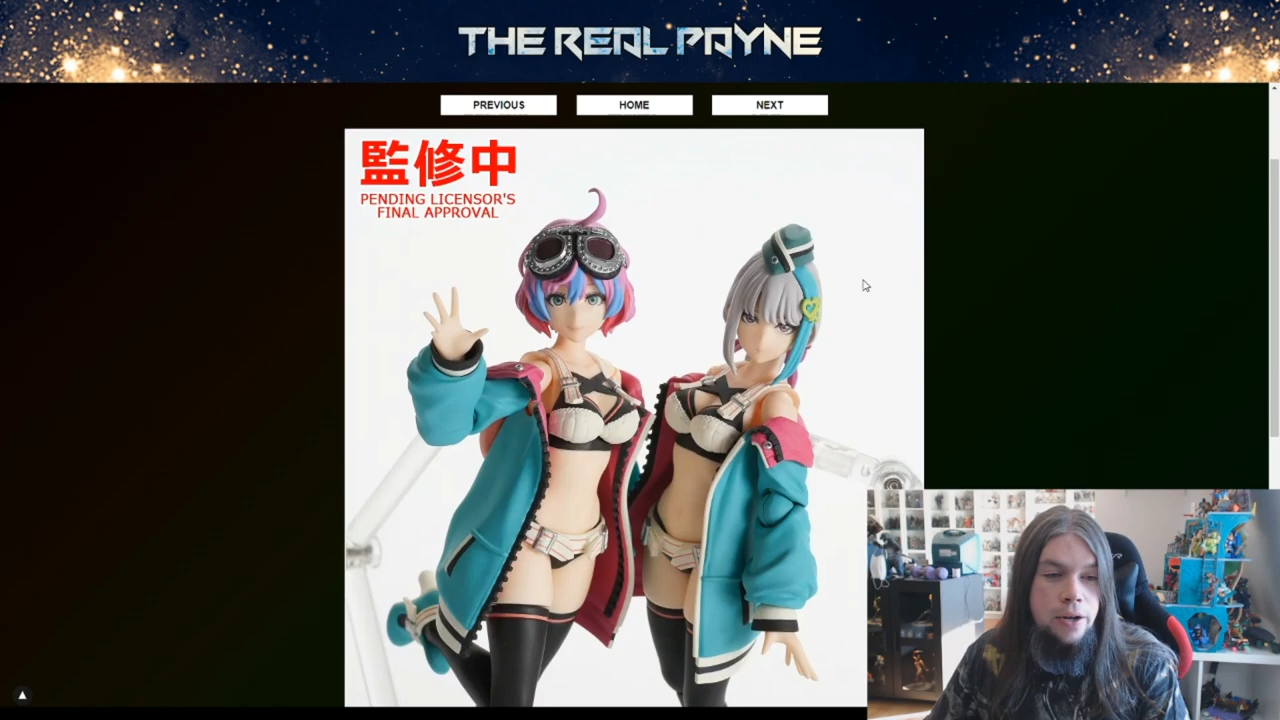 THE REAL PAYNE
PREVIOUS
HOME
NEXT
監修中
PENDING LICENSOR'S
FINAL APPROVAL